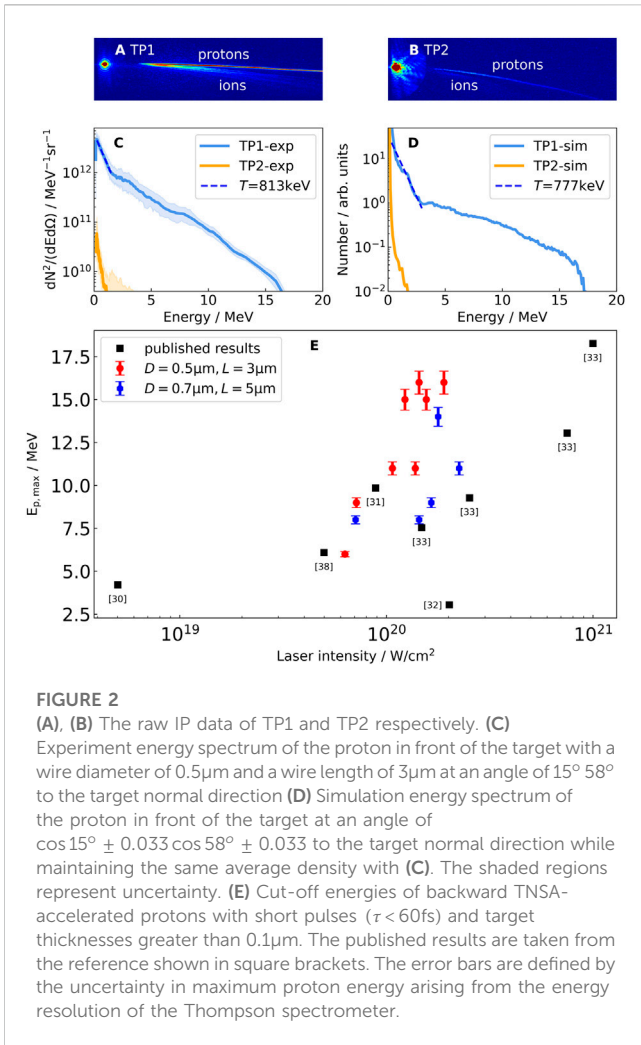 A TP1
protons
ions
B TP2
protons
ions
C
TP1-exp
TP2-exp
T=813keV
dN²/(dEdΩ) / MeV⁻¹sr⁻¹
10¹²
10¹¹
10¹⁰
0 5 10 15 20
Energy / MeV
D
TP1-sim
TP2-sim
T=777keV
Number / arb. units
10¹
10⁰
10⁻¹
10⁻²
0 5 10 15 20
Energy / MeV
E
published results
D = 0.5μm, L = 3μm
D = 0.7μm, L = 5μm
Eₚ,ₘₐₓ / MeV
17.5
15.0
12.5
10.0
7.5
5.0
2.5
[33]
[33]
[31]
[33]
[33]
[38]
[30]
[32]
10¹⁹ 10²⁰ 10²¹
Laser intensity / W/cm²
FIGURE 2
(A), (B) The raw IP data of TP1 and TP2 respectively. (C)
Experiment energy spectrum of the proton in front of the target with a
wire diameter of 0.5μm and a wire length of 3μm at an angle of 15° 58°
to the target normal direction (D) Simulation energy spectrum of
the proton in front of the target at an angle of
cos 15° ± 0.033 cos 58° ± 0.033 to the target normal direction while
maintaining the same average density with (C). The shaded regions
represent uncertainty. (E) Cut-off energies of backward TNSA-
accelerated protons with short pulses (τ < 60fs) and target
thicknesses greater than 0.1μm. The published results are taken from
the reference shown in square brackets. The error bars are defined by
the uncertainty in maximum proton energy arising from the energy
resolution of the Thompson spectrometer.